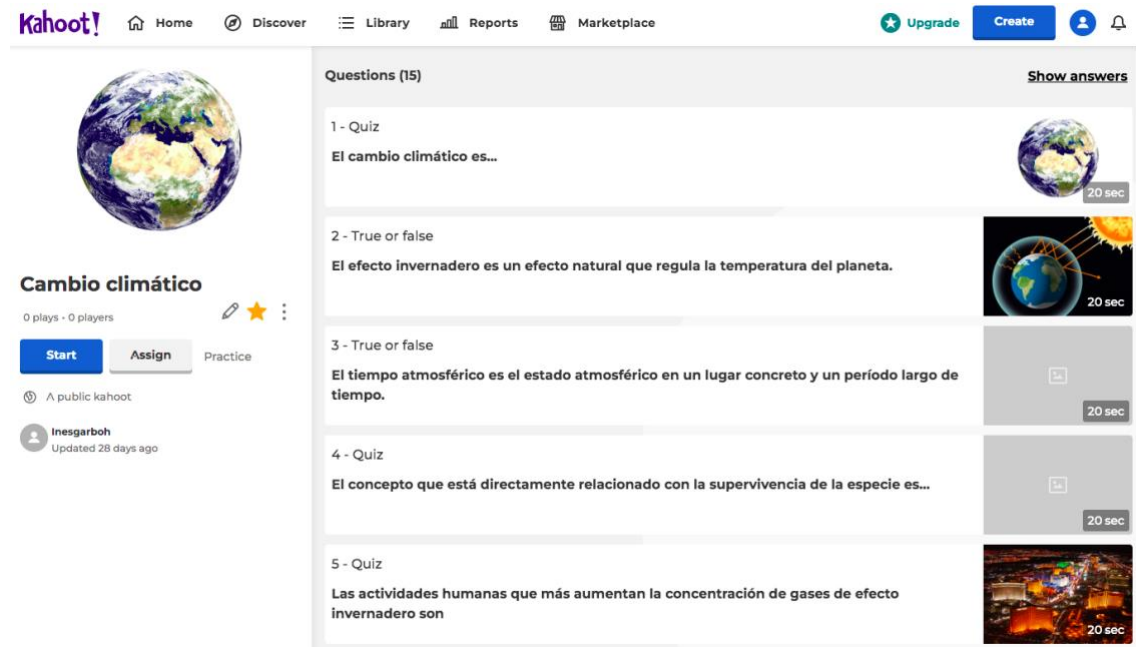 Kahoot! Home Discover Library Reports Marketplace Upgrade Create
Cambio climático
0 plays · 0 players
Start Assign Practice
A public kahoot
Inesgarboh
Updated 28 days ago
Questions (15) Show answers
1 - Quiz
El cambio climático es...
20 sec
2 - True or false
El efecto invernadero es un efecto natural que regula la temperatura del planeta.
20 sec
3 - True or false
El tiempo atmosférico es el estado atmosférico en un lugar concreto y un período largo de
tiempo.
20 sec
4 - Quiz
El concepto que está directamente relacionado con la supervivencia de la especie es...
20 sec
5 - Quiz
Las actividades humanas que más aumentan la concentración de gases de efecto
invernadero son
20 sec